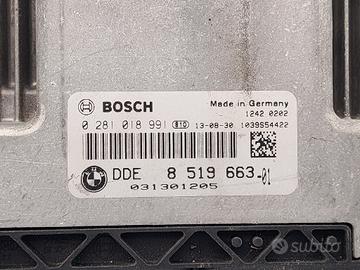 BOSCH
Made in Germany
1242 0202
0 281 018 991 B10 13-08-30 1039S54422
DDE 8 519 663-01
031301205
subito